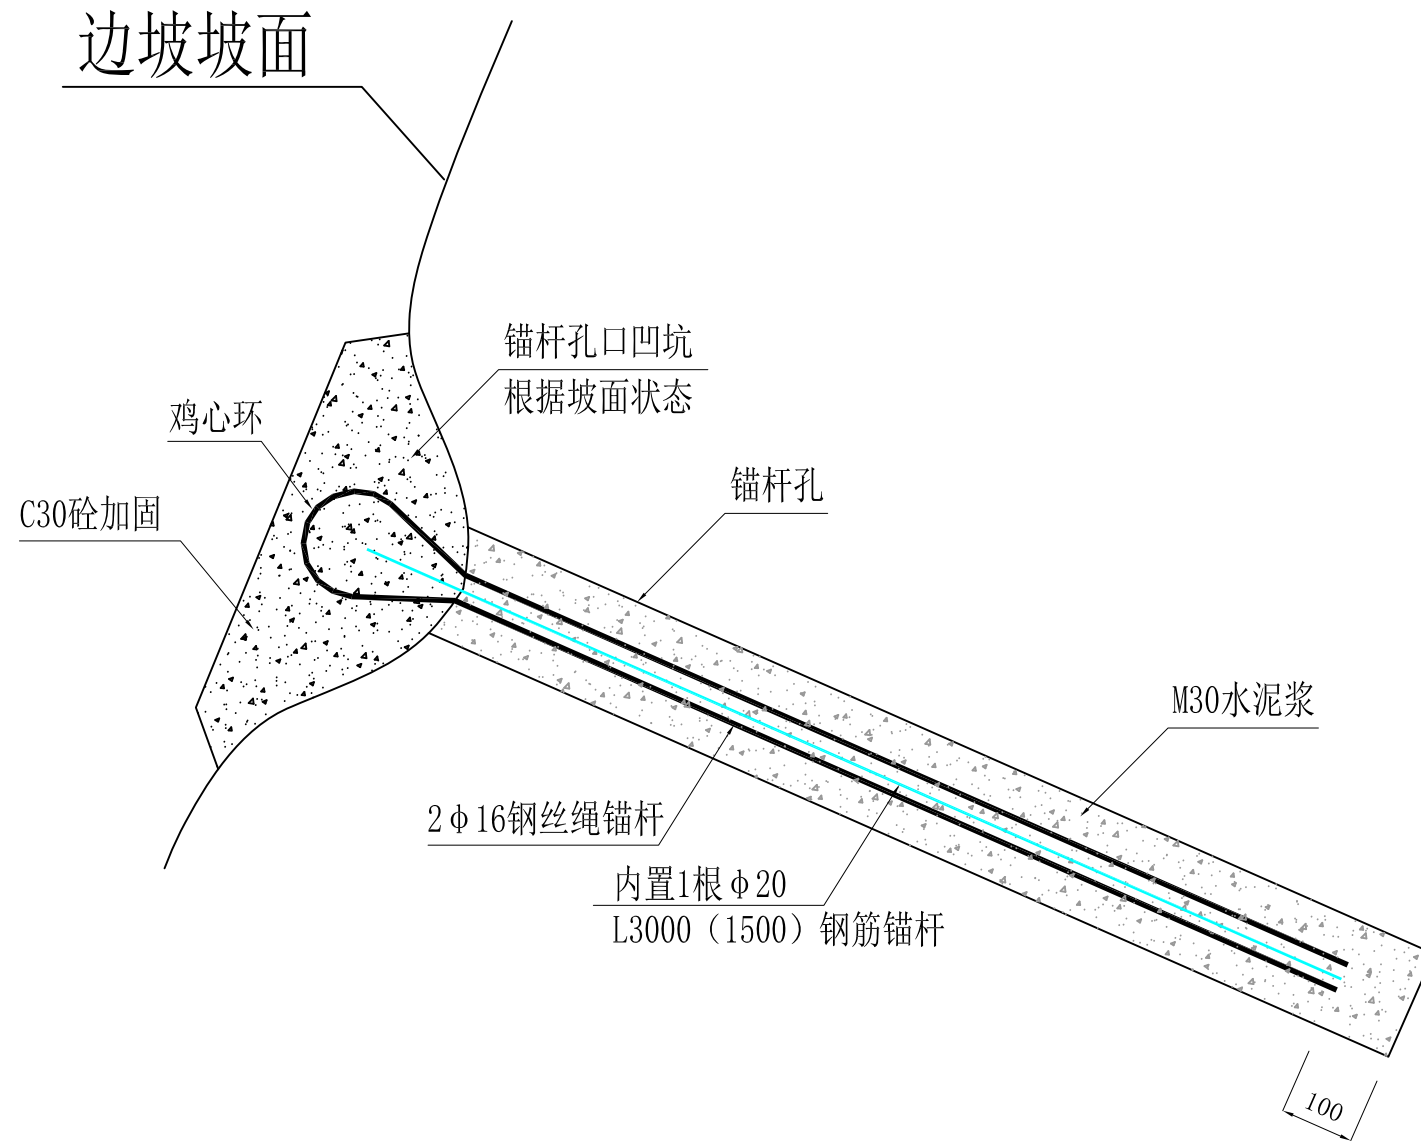 边坡坡面
锚杆孔口凹坑
根据坡面状态
鸡心环
锚杆孔
C30砼加固
M30水泥浆
2φ16钢丝绳锚杆
内置1根φ20
L3000（1500）钢筋锚杆
100